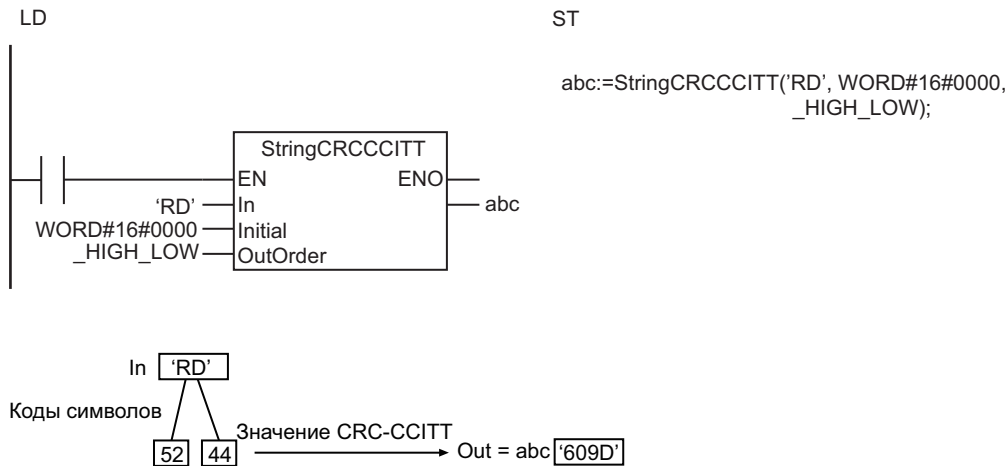 LD
ST
abc:=StringCRCCCITT('RD', WORD#16#0000,
_HIGH_LOW);
StringCRCCCITT
EN ENO
‘RD’ In abc
WORD#16#0000 Initial
_HIGH_LOW OutOrder
In ‘RD’
Коды символов
Значение CRC-CCITT
52 44 Out = abc ‘609D’